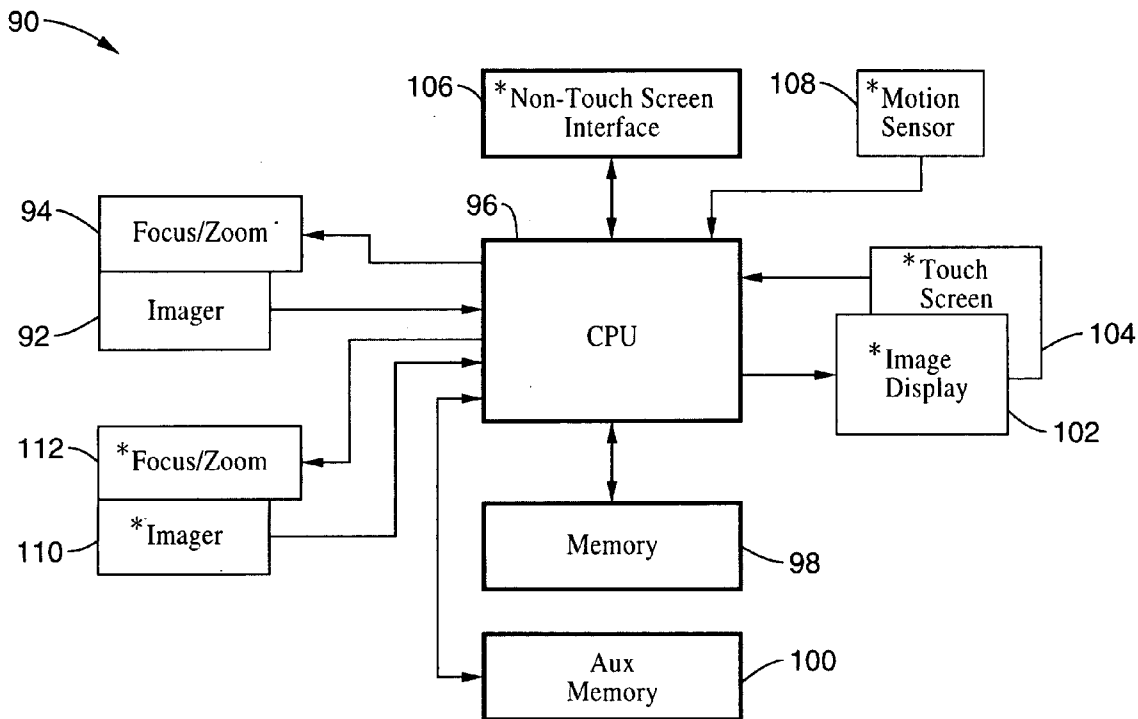 90
106
*Non-Touch Screen
Interface
108
*Motion
Sensor
94
Focus/Zoom
96
92
Imager
CPU
*Touch
Screen
104
*Image
Display
102
112
*Focus/Zoom
110
*Imager
Memory
98
Aux
Memory
100